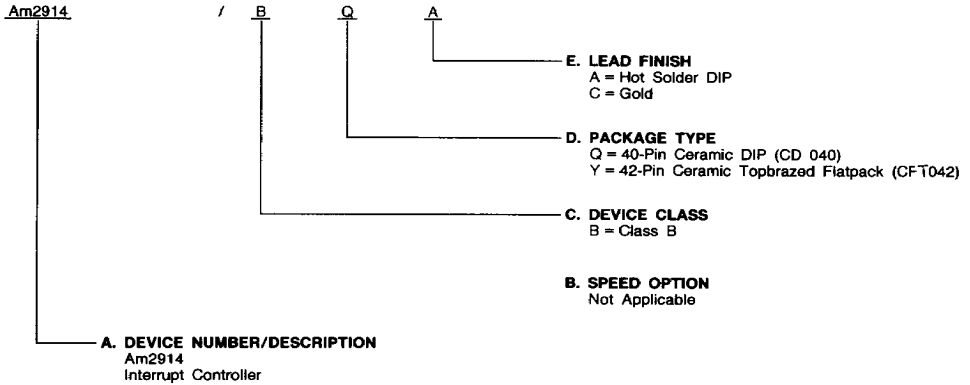 Am2914 / B Q A
E. LEAD FINISH
A = Hot Solder DIP
C = Gold
D. PACKAGE TYPE
Q = 40-Pin Ceramic DIP (CD 040)
Y = 42-Pin Ceramic Topbrazed Flatpack (CFT042)
C. DEVICE CLASS
B = Class B
B. SPEED OPTION
Not Applicable
A. DEVICE NUMBER/DESCRIPTION
Am2914
Interrupt Controller